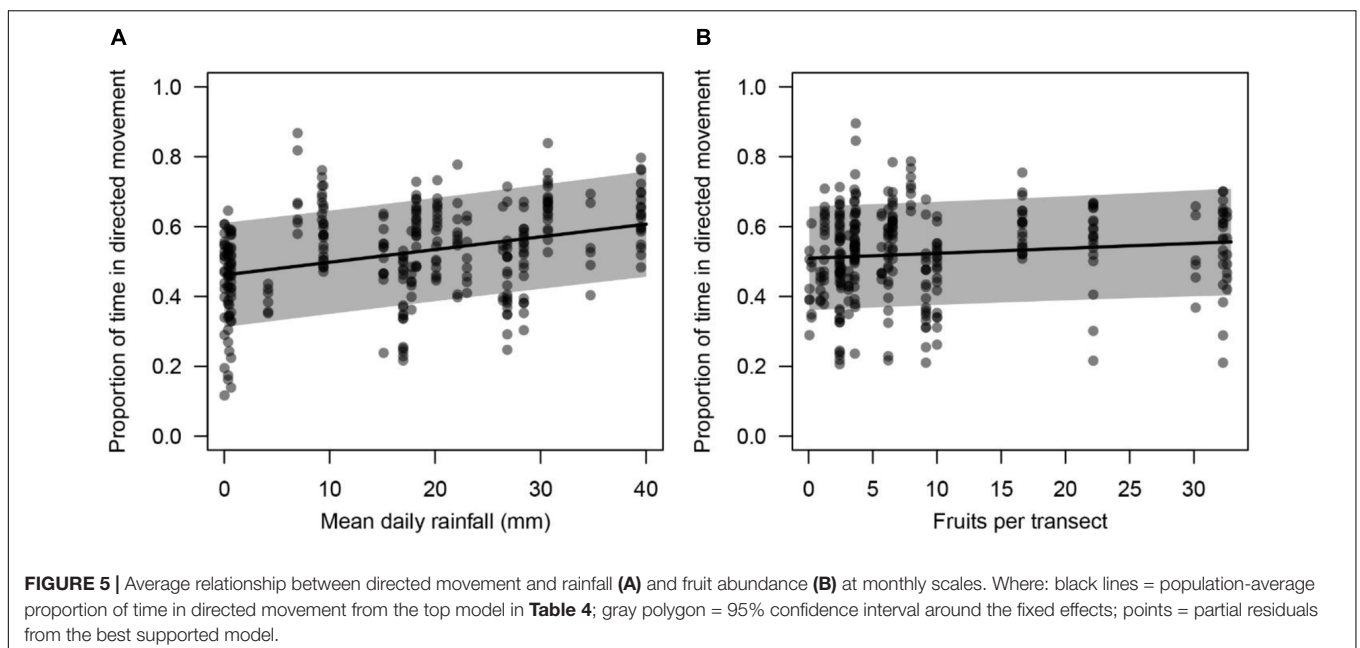 A
B
Proportion of time in directed movement
1.0
0.8
0.6
0.4
0.2
0.0
0
10
20
30
40
Mean daily rainfall (mm)
Proportion of time in directed movement
1.0
0.8
0.6
0.4
0.2
0.0
0
5
10
15
20
25
30
Fruits per transect
FIGURE 5 | Average relationship between directed movement and rainfall (A) and fruit abundance (B) at monthly scales. Where: black lines = population-average
proportion of time in directed movement from the top model in Table 4; gray polygon = 95% confidence interval around the fixed effects; points = partial residuals
from the best supported model.